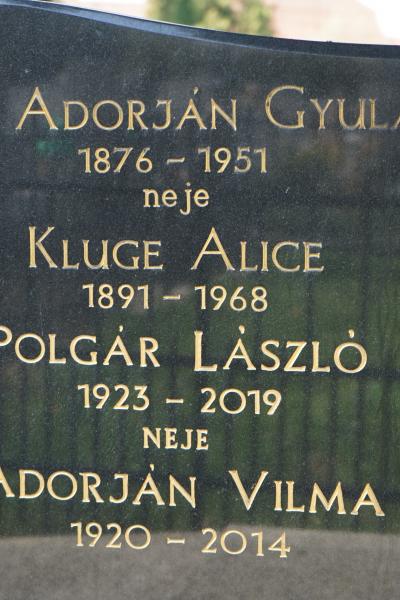 ADORJÁN GYULA
1876 – 1951
neje
KLUGE ALICE
1891 – 1968
POLGÁR LÁSZLÓ
1923 – 2019
NEJE
ADORJÁN VILMA
1920 – 2014